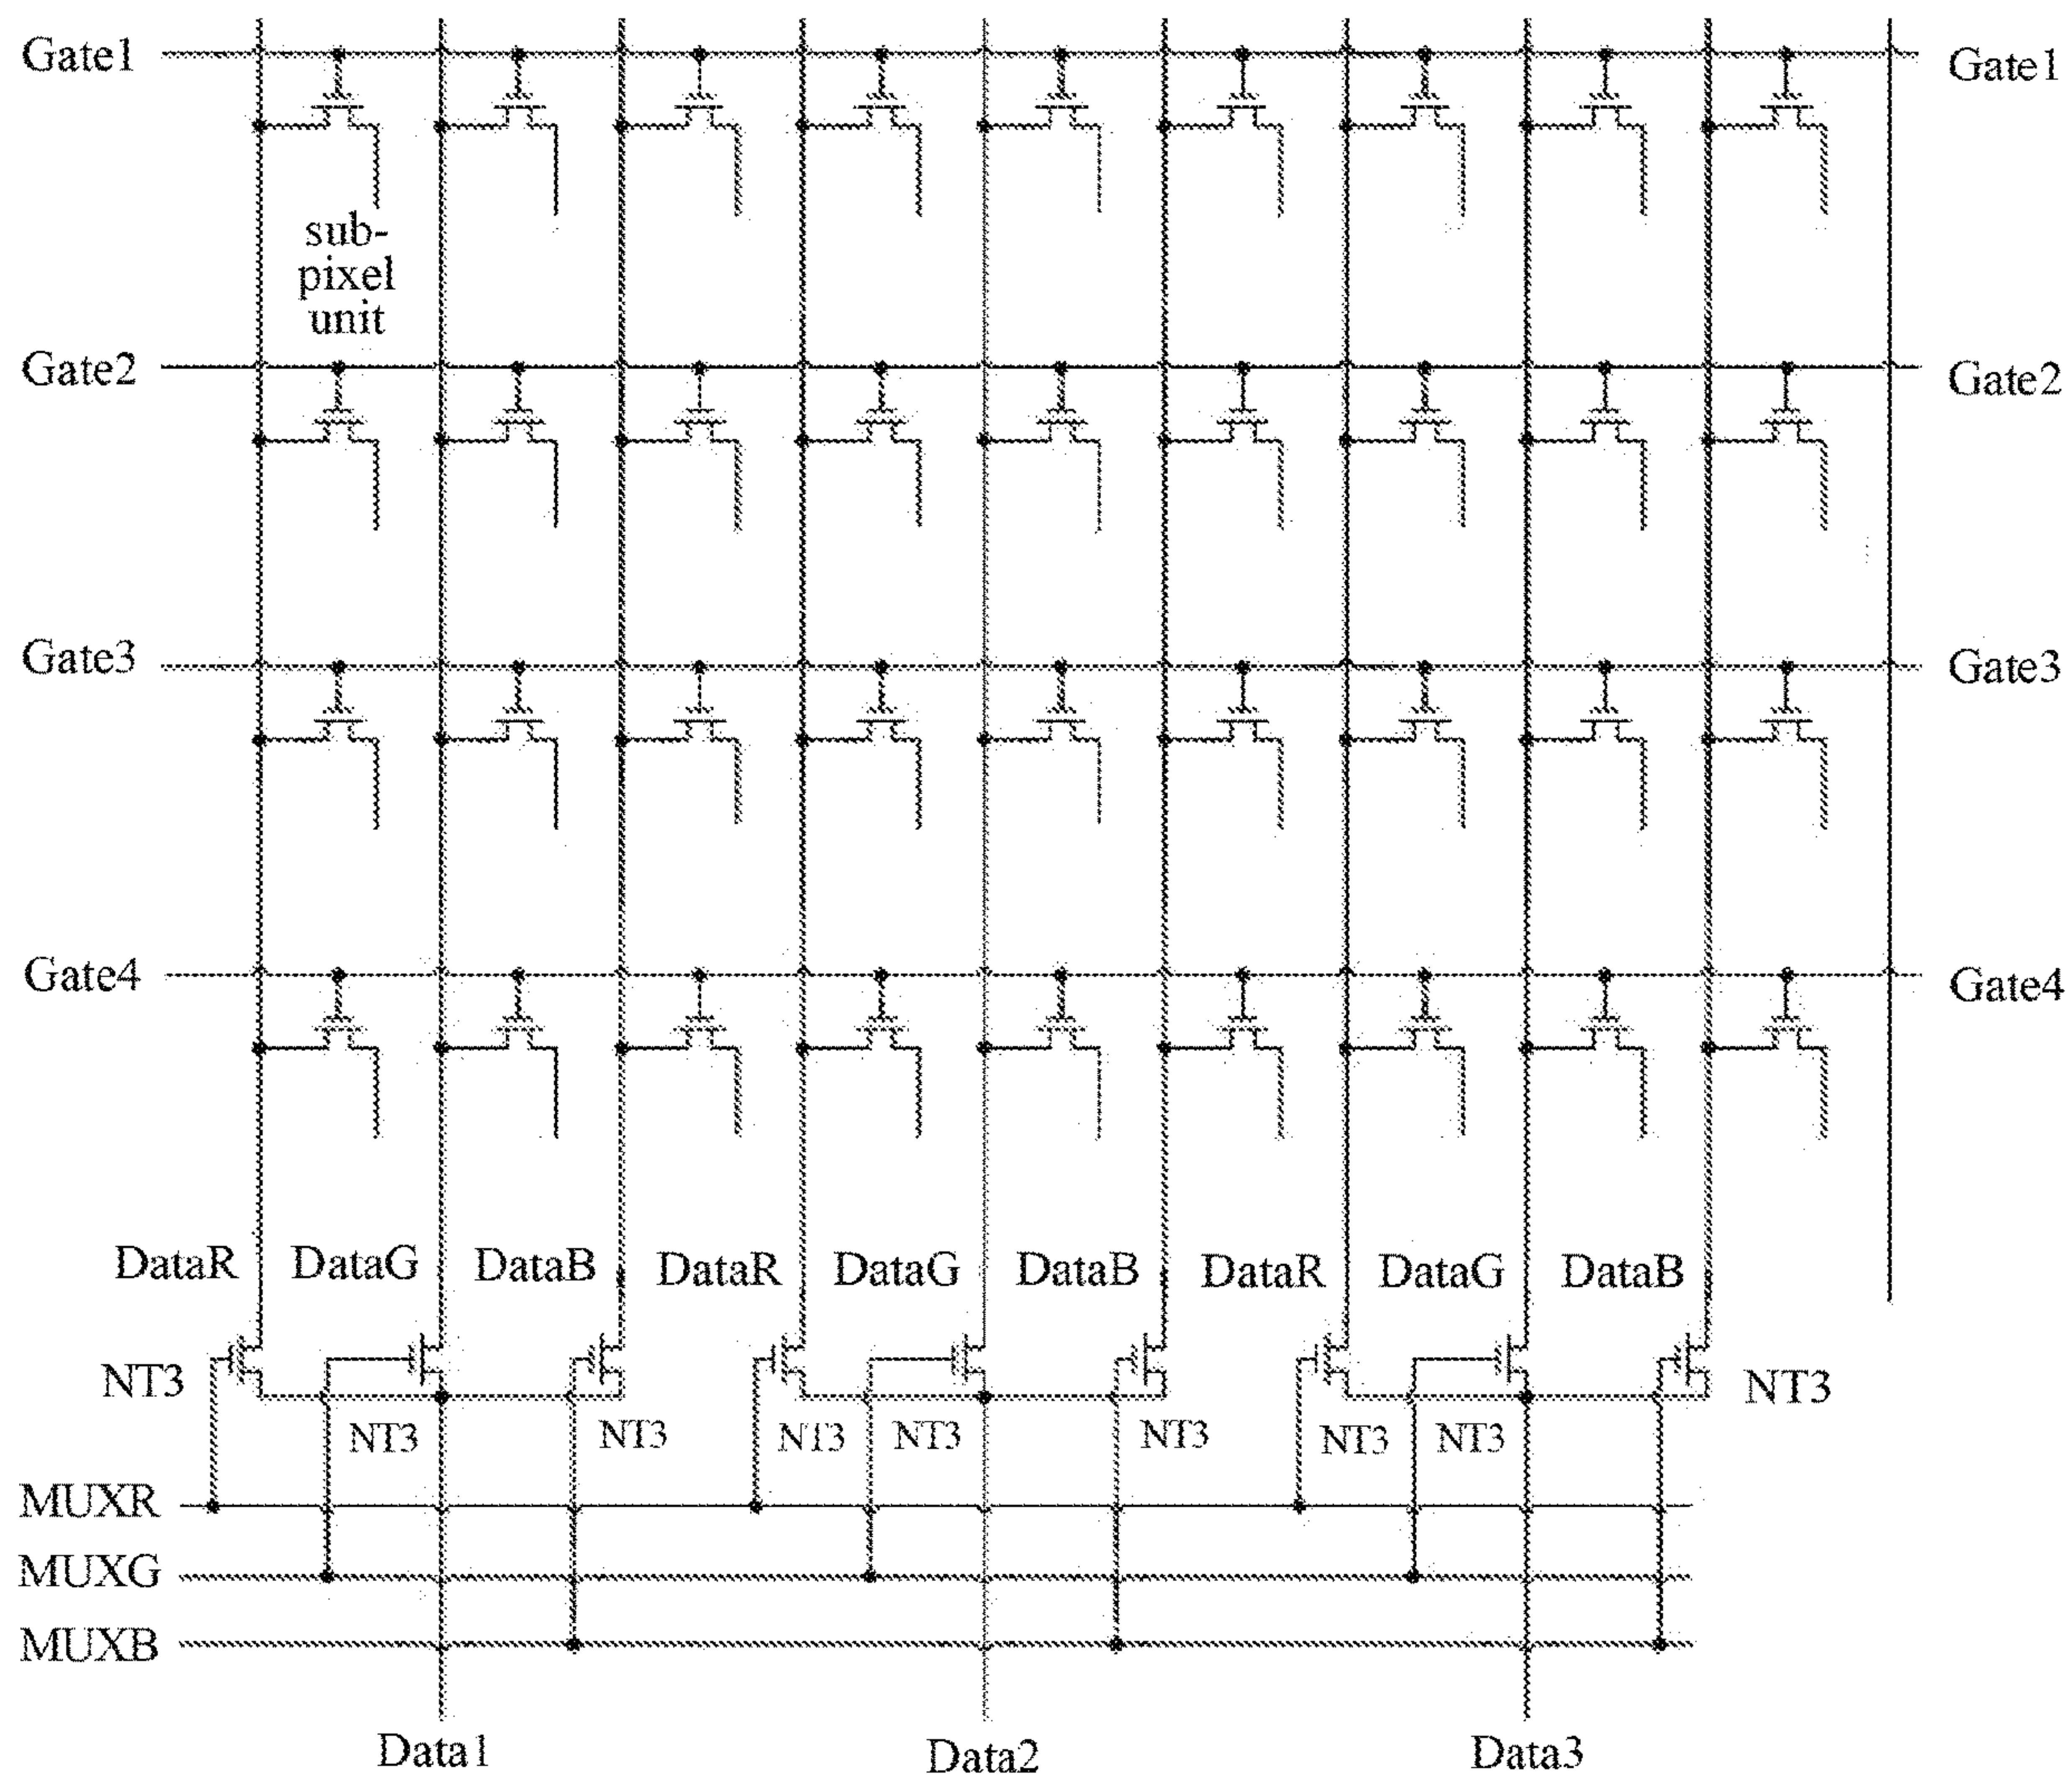 Gate1
Gate1
sub-
pixel
unit
Gate2
Gate2
Gate3
Gate3
Gate4
Gate4
DataR
DataG
DataB
DataR
DataG
DataB
DataR
DataG
DataB
NT3
NT3
NT3
NT3
NT3
NT3
NT3
NT3
NT3
MUXR
MUXG
MUXB
Data1
Data2
Data3